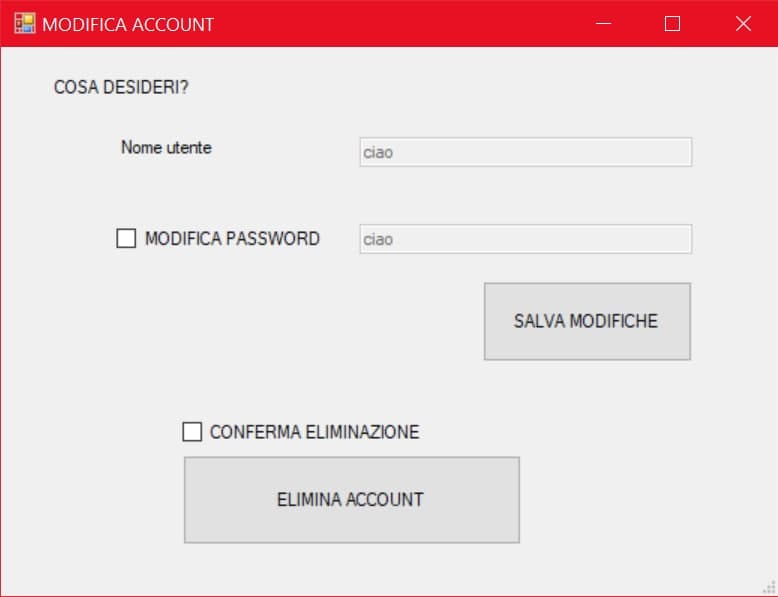 MODIFICA ACCOUNT
COSA DESIDERI?
Nome utente
ciao
MODIFICA PASSWORD
ciao
SALVA MODIFICHE
CONFERMA ELIMINAZIONE
ELIMINA ACCOUNT